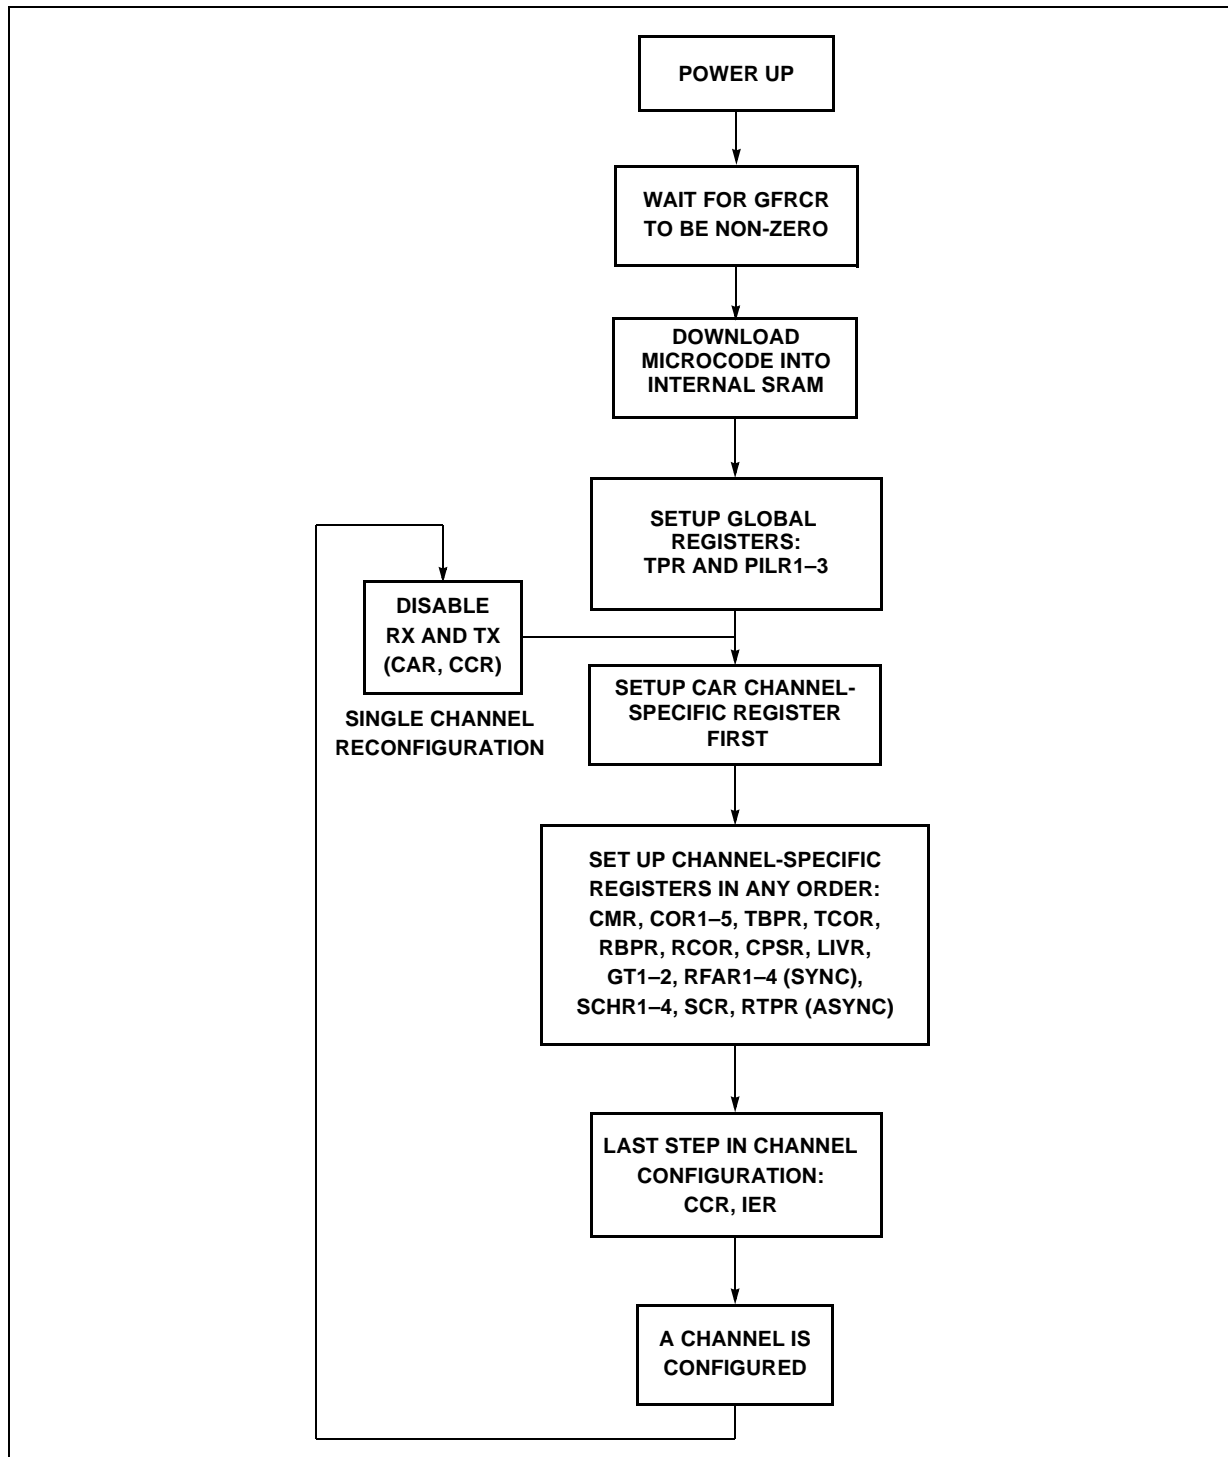 POWER UP
WAIT FOR GFRCR
TO BE NON-ZERO
DOWNLOAD
MICROCODE INTO
INTERNAL SRAM
SETUP GLOBAL
REGISTERS:
TPR AND PILR1–3
DISABLE
RX AND TX
(CAR, CCR)
SINGLE CHANNEL
RECONFIGURATION
SETUP CAR CHANNEL-
SPECIFIC REGISTER
FIRST
SET UP CHANNEL-SPECIFIC
REGISTERS IN ANY ORDER:
CMR, COR1–5, TBPR, TCOR,
RBPR, RCOR, CPSR, LIVR,
GT1–2, RFAR1–4 (SYNC),
SCHR1–4, SCR, RTPR (ASYNC)
LAST STEP IN CHANNEL
CONFIGURATION:
CCR, IER
A CHANNEL IS
CONFIGURED